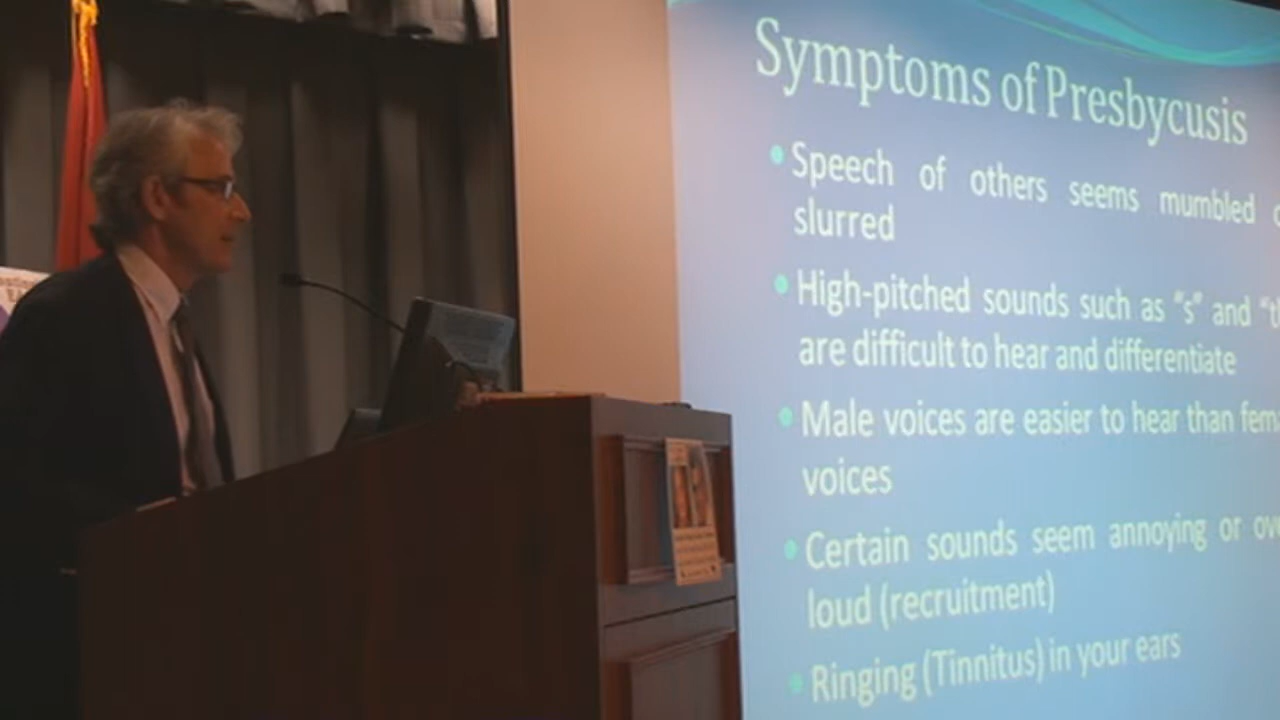 Symptoms of Presbycusis
Speech of others seems mumbled
slurred
High-pitched sounds such as "s" and "t
are difficult to hear and differentiate
Male voices are easier to hear than fem
voices
Certain sounds seem annoying or ov
loud (recruitment)
Ringing (Tinnitus) in your ears